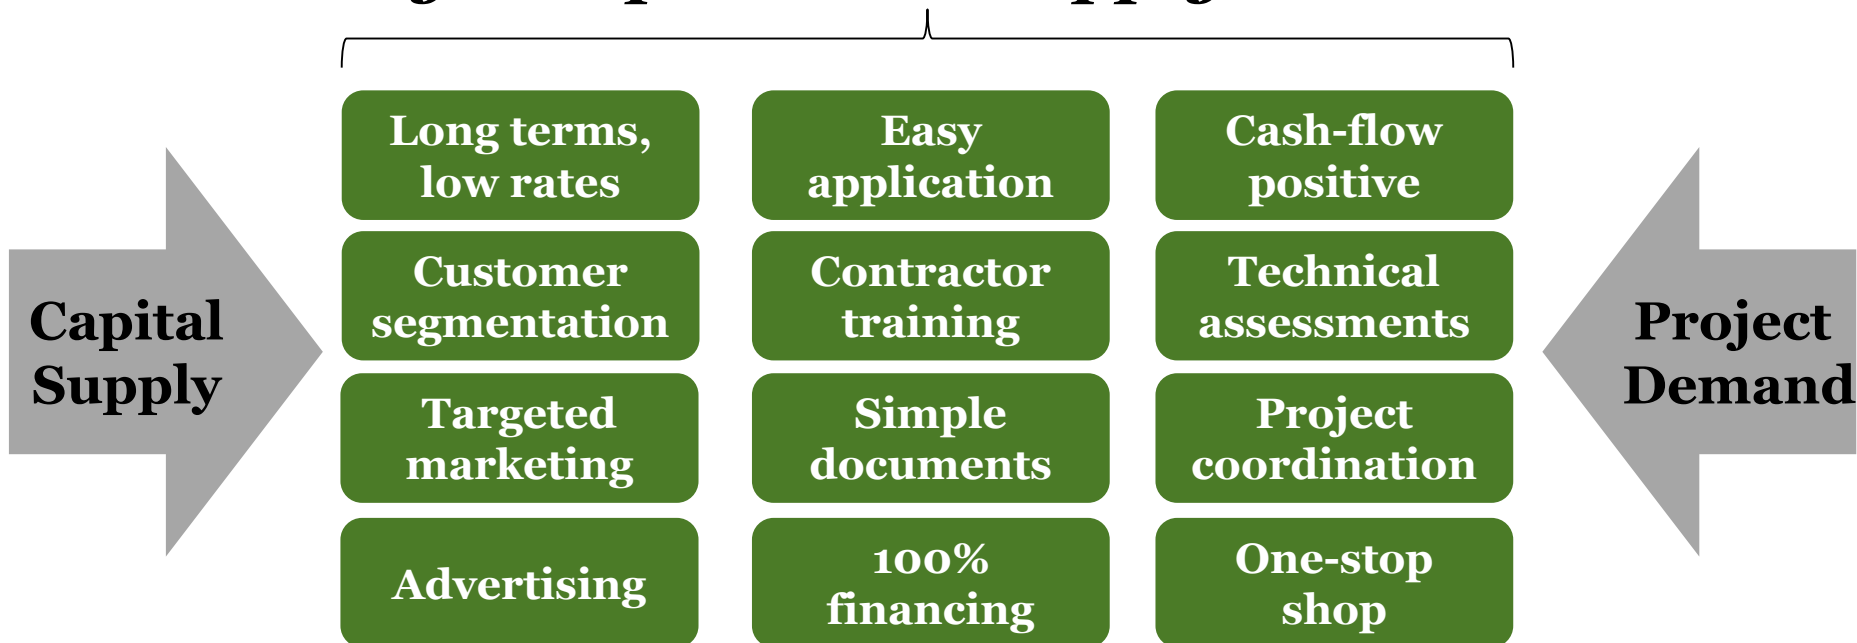 Long terms,
low rates
Easy
application
Cash-flow
positive
Customer
segmentation
Contractor
training
Technical
assessments
Capital
Supply
Project
Demand
Targeted
marketing
Simple
documents
Project
coordination
Advertising
100%
financing
One-stop
shop